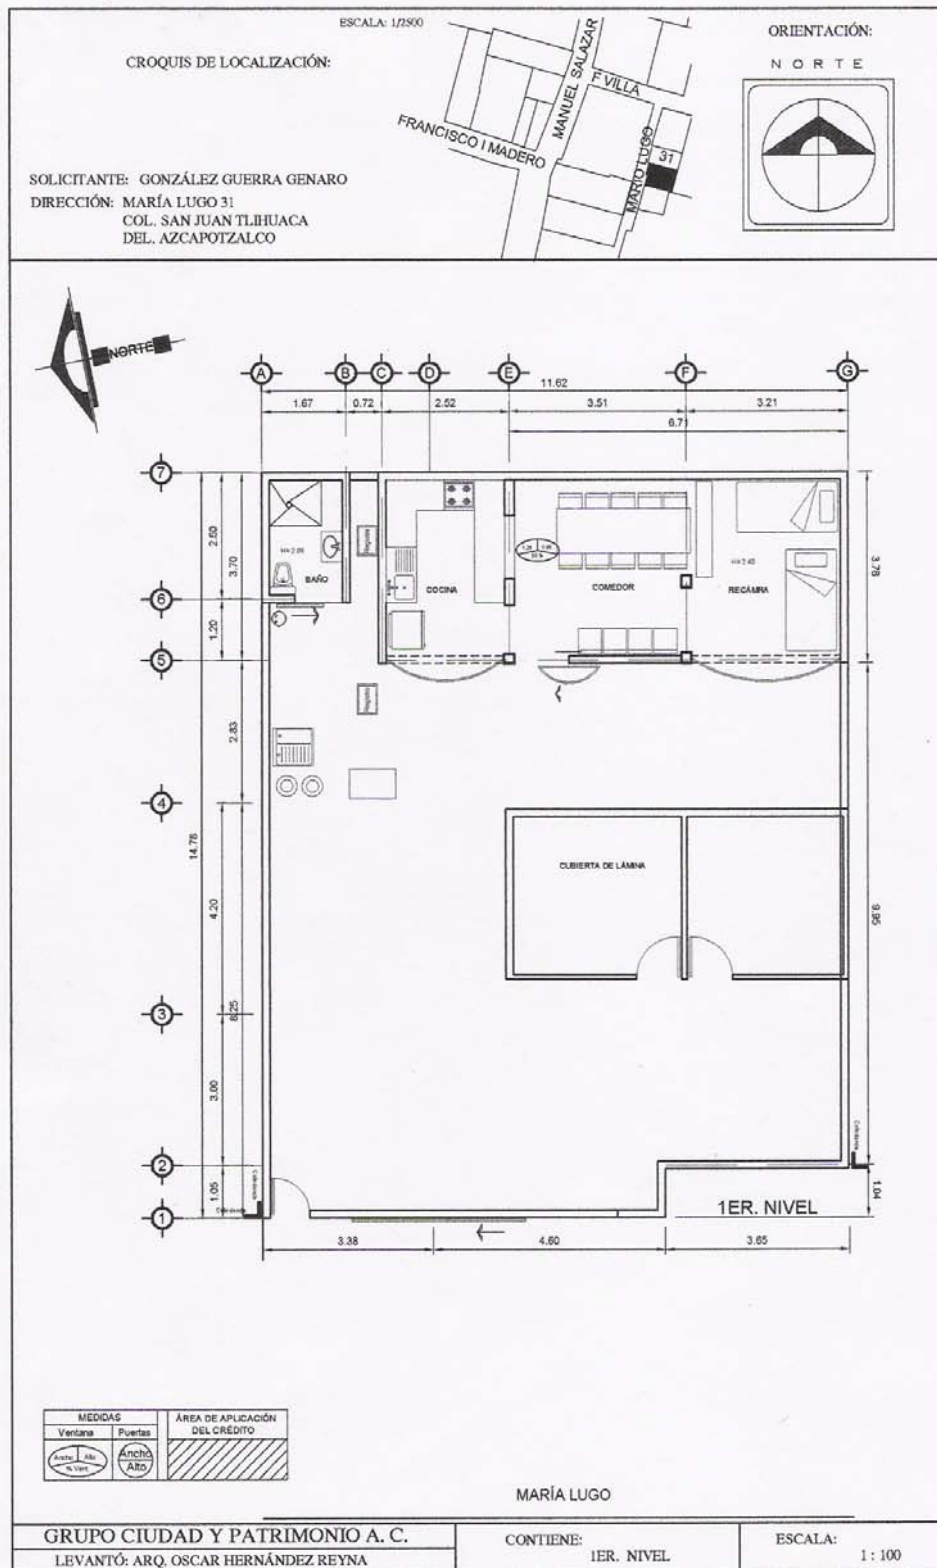 ESCALA: 1/2500
CROQUIS DE LOCALIZACIÓN:
ORIENTACIÓN:
NORTE
MANUEL SALAZAR
F VILLA
FRANCISCO I MADERO
MARIO LUGO
31
SOLICITANTE: GONZÁLEZ GUERRA GENARO
DIRECCIÓN: MARÍA LUGO 31
COL. SAN JUAN TLIHUACA
DEL. AZCAPOTZALCO
NORTE
A B C D E F G
11.62
1.67 0.72 2.52 3.51 3.21
6.71
7
2.60
3.70
3.78
BAÑO
COCINA
COMEDOR
RECÁMRA
6
1.20
5
2.83
4
14.78
CUBIERTA DE LÁMINA
4.20
9.95
3
8.25
3.00
2
1.05
1.04
1
1ER. NIVEL
3.38 4.60 3.65
MEDIDAS
ÁREA DE APLICACIÓN
DEL CRÉDITO
Ventana Puertas
Ancho Alto
% Vent.
Ancho
Alto
MARÍA LUGO
GRUPO CIUDAD Y PATRIMONIO A. C.
LEVANTÓ: ARQ. OSCAR HERNÁNDEZ REYNA
CONTIENE:
1ER. NIVEL
ESCALA:
1 : 100